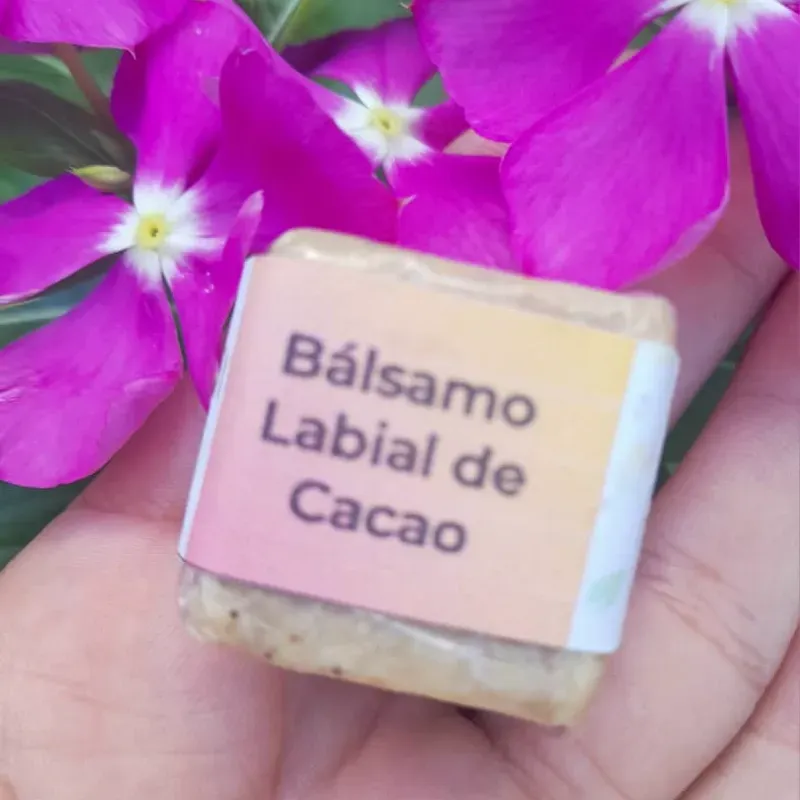 Bálsamo
Labial de
Cacao